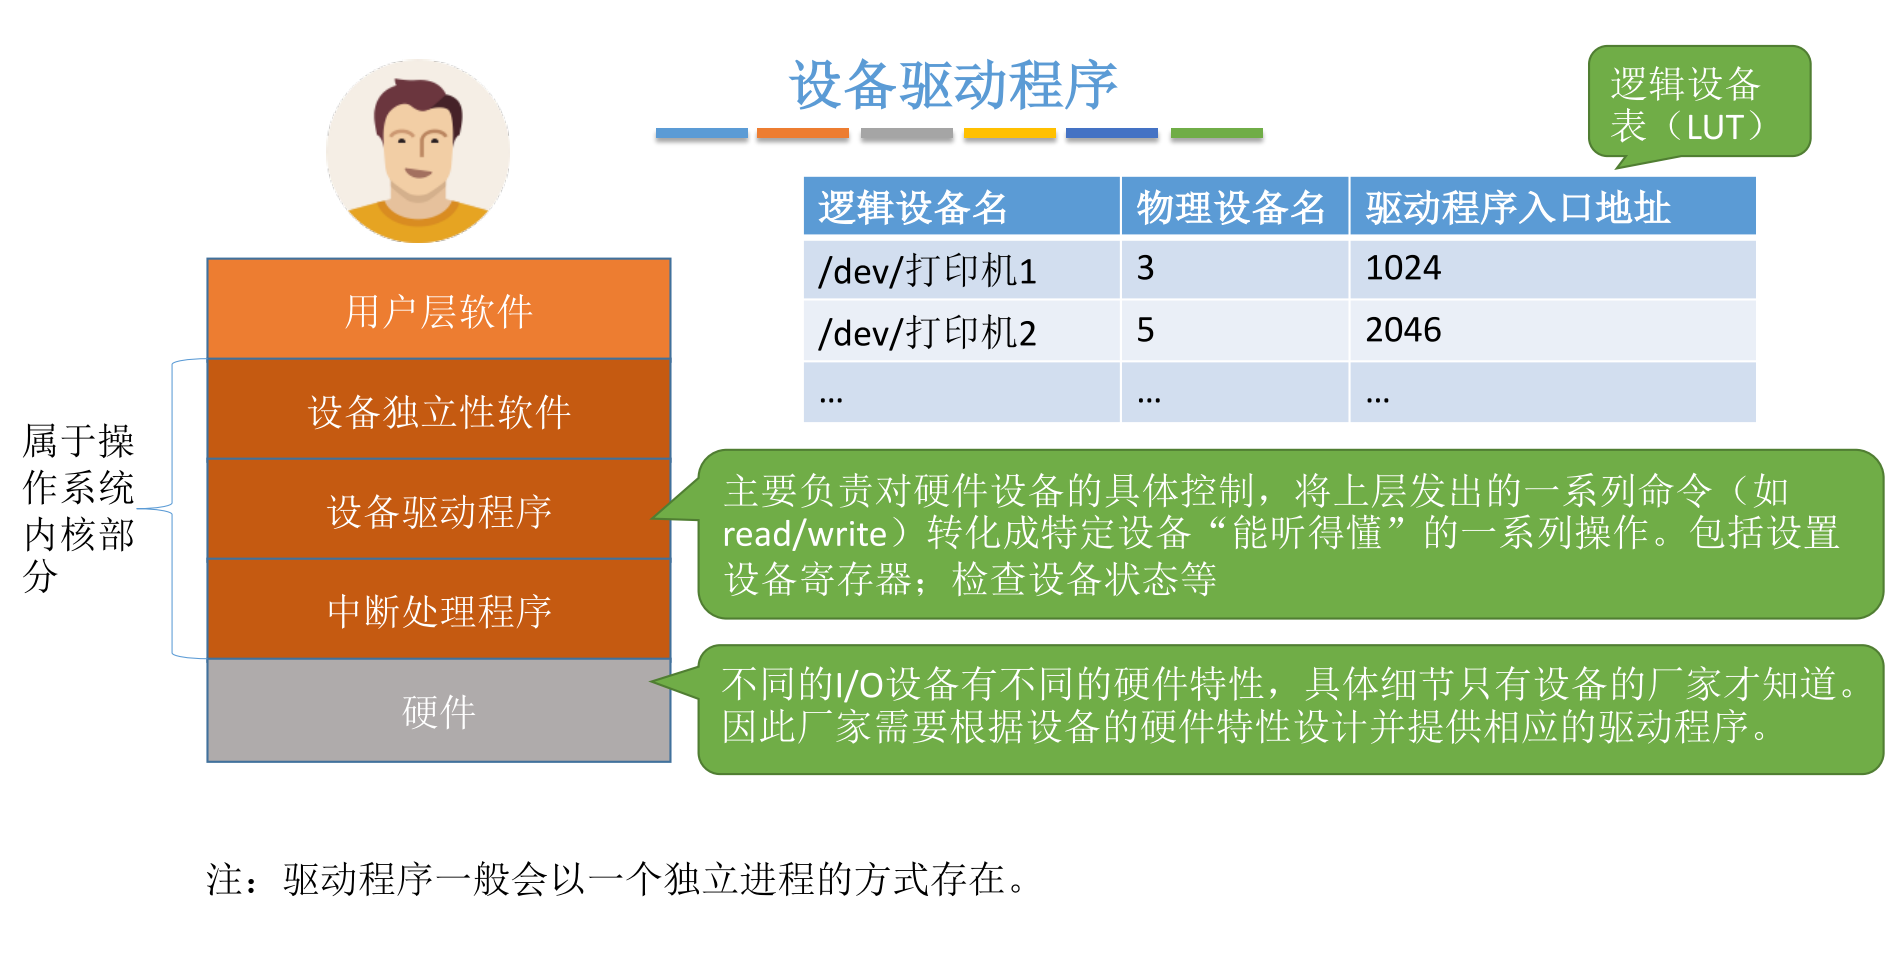 设备驱动程序
逻辑设备
表（LUT）
逻辑设备名 物理设备名 驱动程序入口地址
/dev/打印机1 3 1024
/dev/打印机2 5 2046
... ... ...
用户层软件
设备独立性软件
设备驱动程序
中断处理程序
硬件
属于操
作系统
内核部
分
主要负责对硬件设备的具体控制，将上层发出的一系列命令（如
read/write）转化成特定设备“能听得懂”的一系列操作。包括设置
设备寄存器；检查设备状态等
不同的I/O设备有不同的硬件特性，具体细节只有设备的厂家才知道。
因此厂家需要根据设备的硬件特性设计并提供相应的驱动程序。
注：驱动程序一般会以一个独立进程的方式存在。